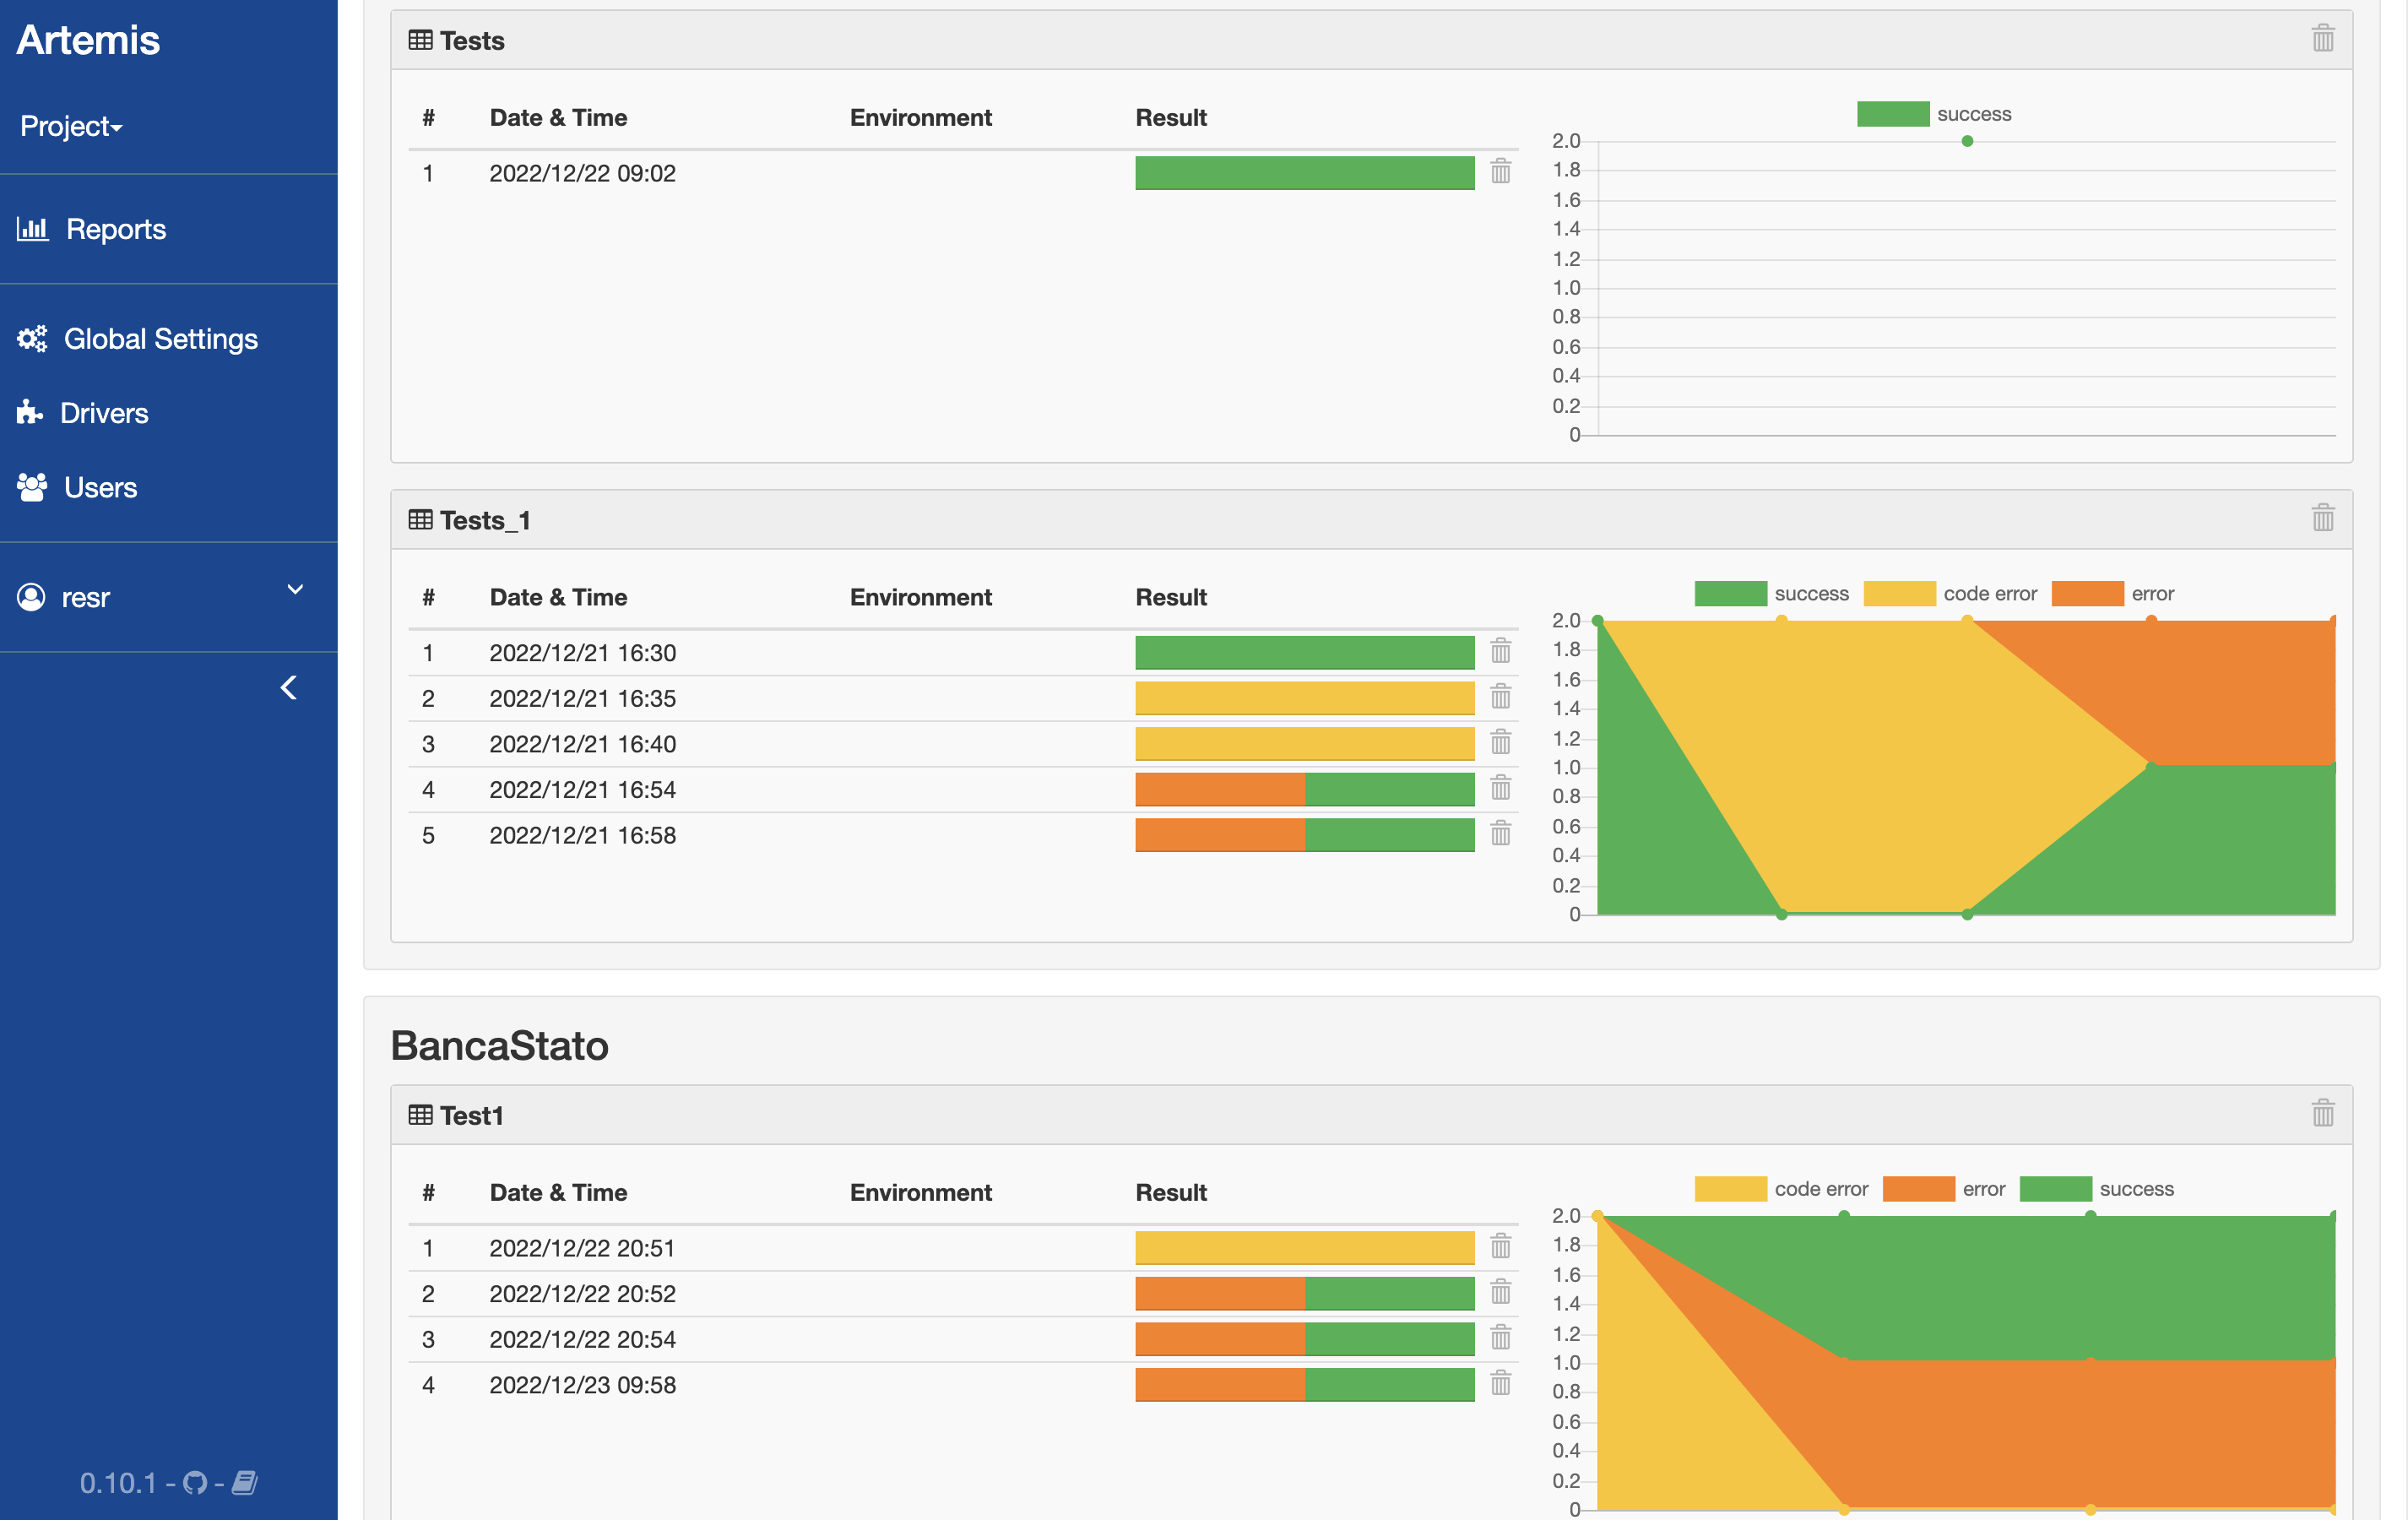 Artemis
Project
Reports
Global Settings
Drivers
Users
resr
0.10.1 - -
Tests
# Date & Time Environment Result
1 2022/12/22 09:02
success
2.0
1.8
1.6
1.4
1.2
1.0
0.8
0.6
0.4
0.2
0
Tests_1
# Date & Time Environment Result
1 2022/12/21 16:30
2 2022/12/21 16:35
3 2022/12/21 16:40
4 2022/12/21 16:54
5 2022/12/21 16:58
success code error error
2.0
1.8
1.6
1.4
1.2
1.0
0.8
0.6
0.4
0.2
0
BancaStato
Test1
# Date & Time Environment Result
1 2022/12/22 20:51
2 2022/12/22 20:52
3 2022/12/22 20:54
4 2022/12/23 09:58
code error error success
2.0
1.8
1.6
1.4
1.2
1.0
0.8
0.6
0.4
0.2
0